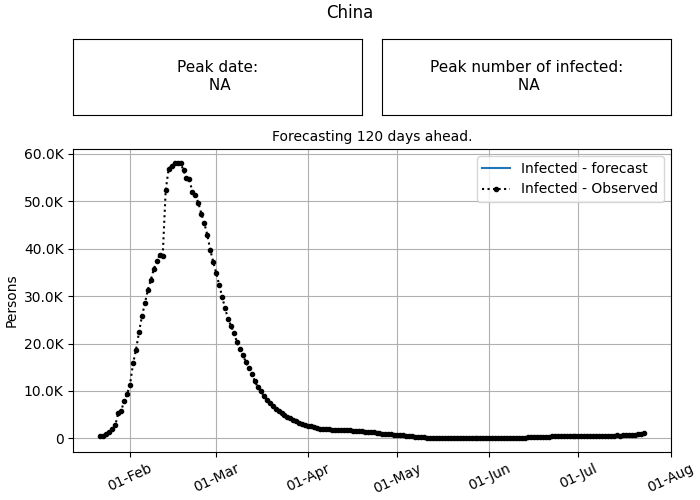 China
Peak date:
NA
Peak number of infected:
NA
Forecasting 120 days ahead.
Infected - forecast
Infected - Observed
60.0K
50.0K
40.0K
30.0K
20.0K
10.0K
0
Persons
01-Feb
01-Mar
01-Apr
01-May
01-Jun
01-Jul
01-Aug